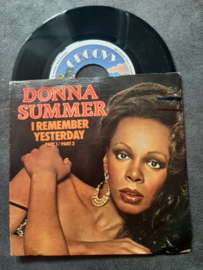 GROOVY
DONNA
SUMMER
I REMEMBER
YESTERDAY
PART 1 / PART 2